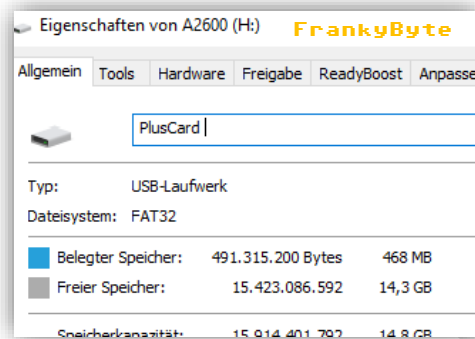 Eigenschaften von A2600 (H:) FrankyByte
Allgemein Tools Hardware Freigabe ReadyBoost Anpasse
PlusCard
Typ: USB-Laufwerk
Dateisystem: FAT32
Belegter Speicher: 491.315.200 Bytes 468 MB
Freier Speicher: 15.423.086.592 14,3 GB
Speicherkapazität: 15.914.401.792 14,8 GB